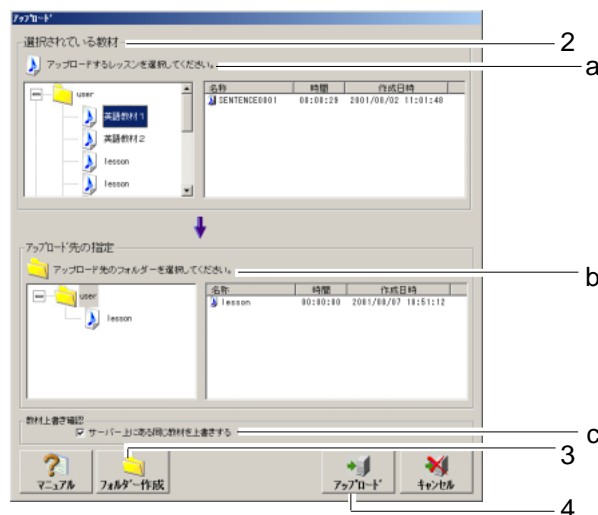 アップロード
選択されている教材
2
アップロードするレッスンを選択してください。
a
user
英語教材1
英語教材2
lesson
lesson
名称 時間 作成日時
SENTENCE0001 00:00:29 2001/08/02 11:01:48
アップロード先の指定
アップロード先のフォルダーを選択してください。
b
user
lesson
名称 時間 作成日時
lesson 00:00:00 2001/08/07 10:51:12
教材上書き確認
サーバー上にある同じ教材を上書きする
c
3
マニュアル フォルダー作成 アップロード キャンセル
4